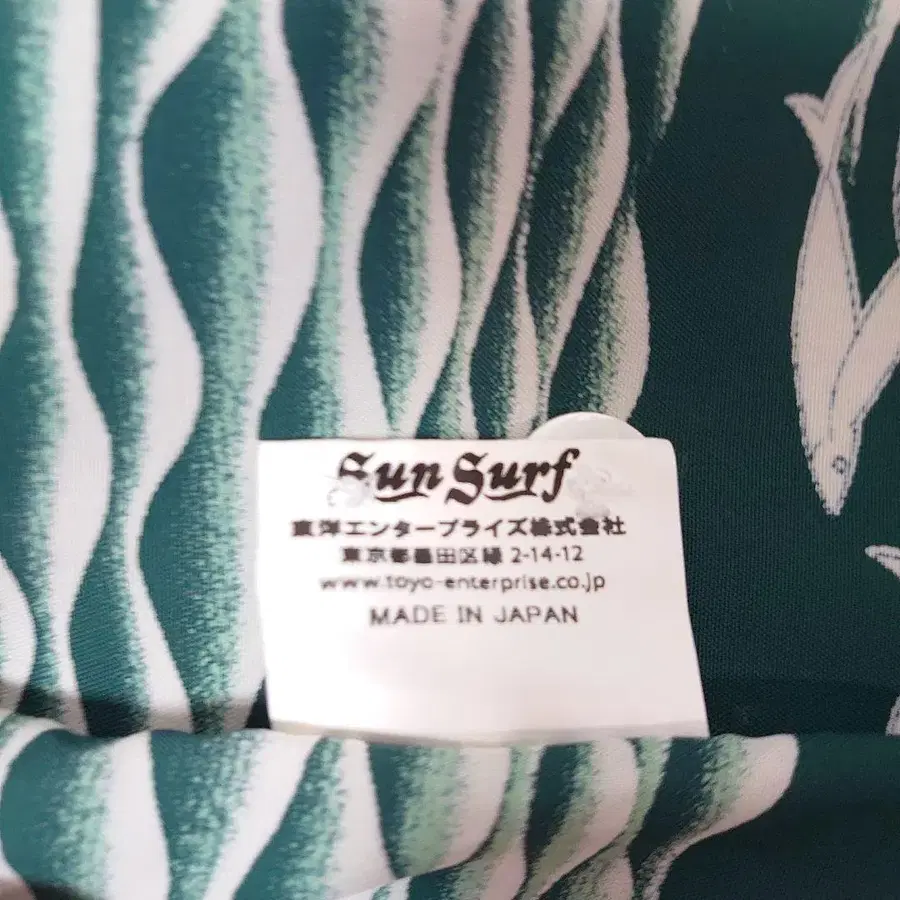 Sun Surf
東洋エンタープライズ株式会社
東京都墨田区緑 2-14-12
www.toyo-enterprise.co.jp
MADE IN JAPAN